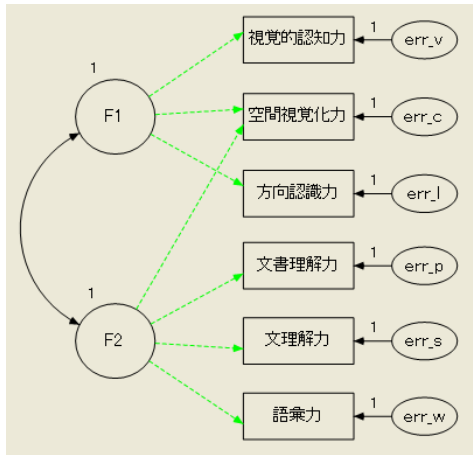 視覚的認知力
1
err_v
1
F1
空間視覚化力
1
err_c
方向認識力
1
err_l
文書理解力
1
err_p
1
F2
文理解力
1
err_s
語彙力
1
err_w